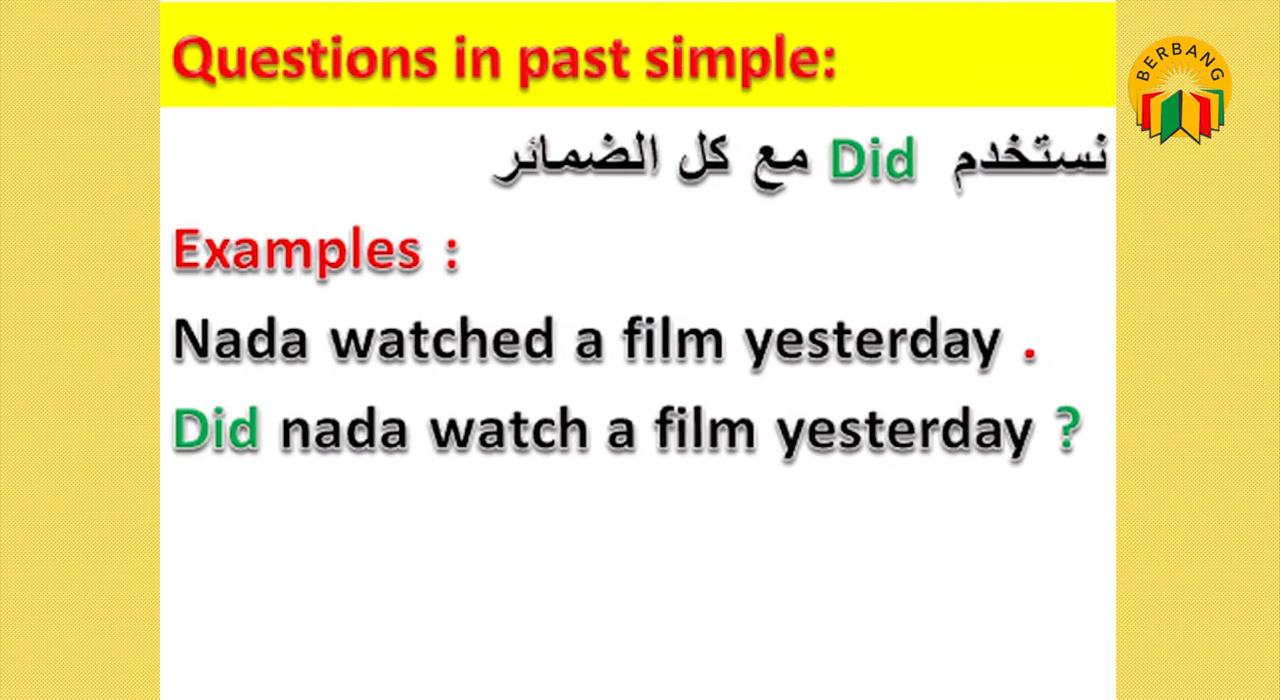 Questions in past simple:
BERBANG
نستخدم Did مع كل الضمائر
Examples :
Nada watched a film yesterday .
Did nada watch a film yesterday ?